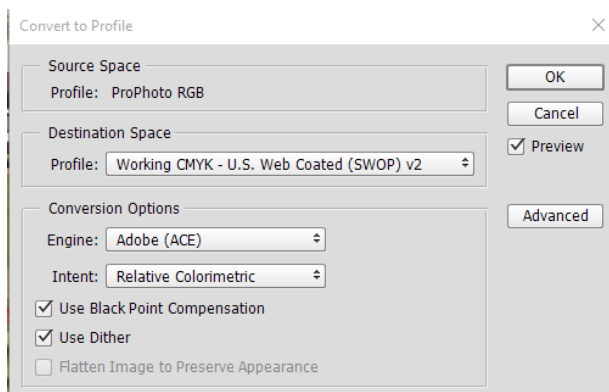 Convert to Profile
Source Space
Profile: ProPhoto RGB
OK
Cancel
Destination Space
Preview
Profile: Working CMYK - U.S. Web Coated (SWOP) v2
Conversion Options
Advanced
Engine: Adobe (ACE)
Intent: Relative Colorimetric
Use Black Point Compensation
Use Dither
Flatten Image to Preserve Appearance